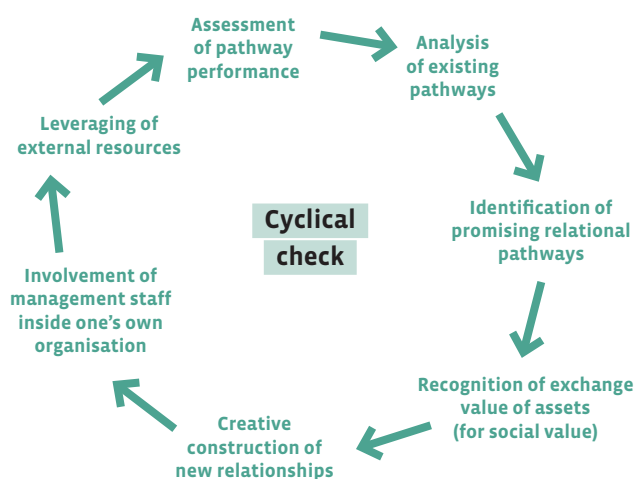 Assessment
of pathway
performance
Analysis
of existing
pathways
Identification of
promising relational
pathways
Recognition of exchange
value of assets
(for social value)
Creative
construction of
new relationships
Involvement of
management staff
inside one's own
organisation
Leveraging of
external resources
Cyclical
check